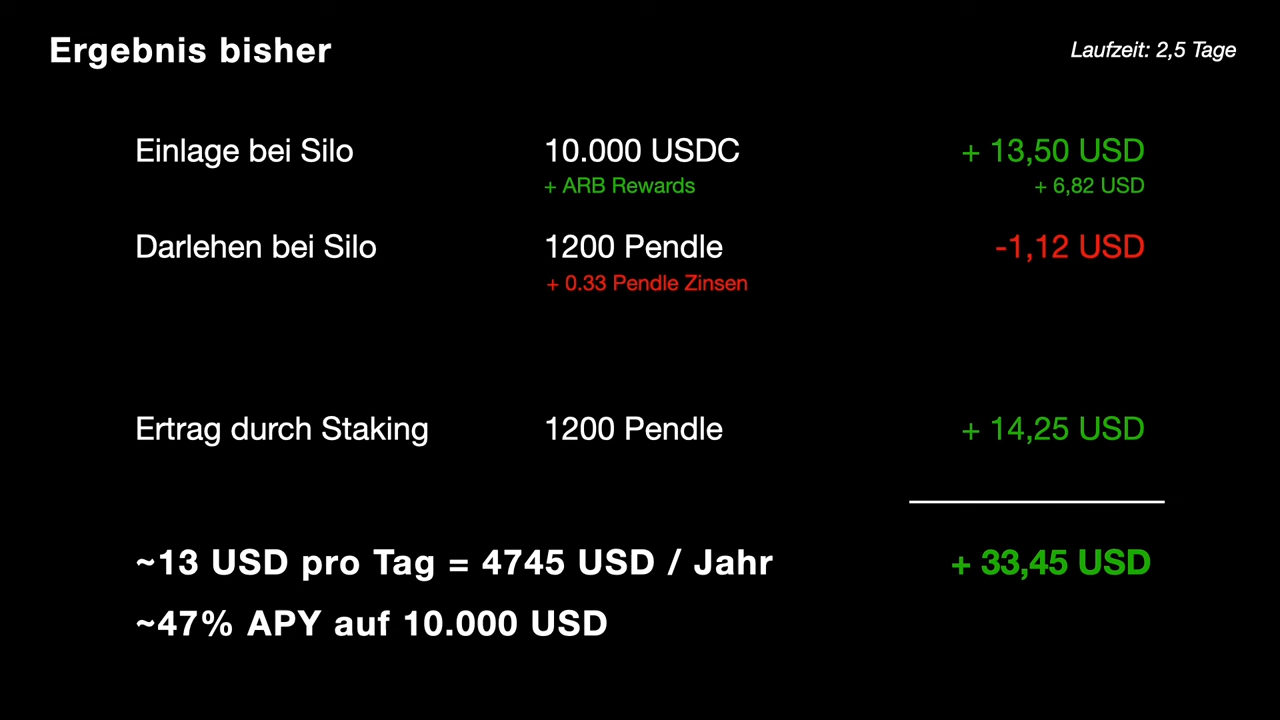 Ergebnis bisher
Laufzeit: 2,5 Tage
Einlage bei Silo 10.000 USDC + 13,50 USD
+ ARB Rewards + 6,82 USD
Darlehen bei Silo 1200 Pendle -1,12 USD
+ 0.33 Pendle Zinsen
Ertrag durch Staking 1200 Pendle + 14,25 USD
~13 USD pro Tag = 4745 USD / Jahr + 33,45 USD
~47% APY auf 10.000 USD